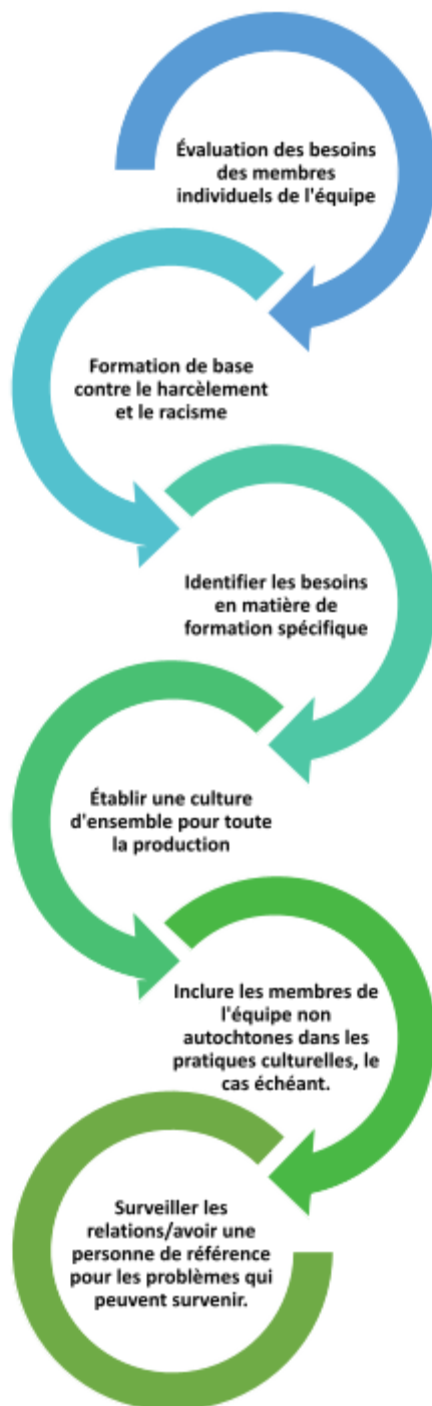 Évaluation des besoins
des membres
individuels de l'équipe
Formation de base
contre le harcèlement
et le racisme
Identifier les besoins
en matière de
formation spécifique
Établir une culture
d'ensemble pour toute
la production
Inclure les membres de
l'équipe non
autochtones dans les
pratiques culturelles, le
cas échéant.
Surveiller les
relations/avoir une
personne de référence
pour les problèmes qui
peuvent survenir.